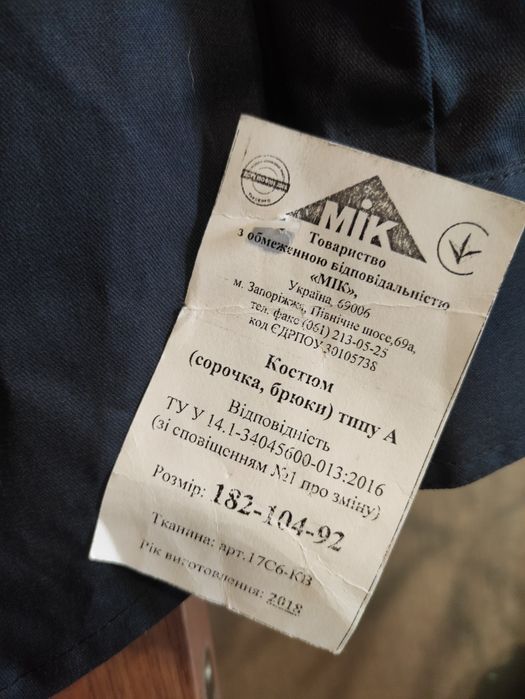 МіК
Товариство
з обмеженною відповідальністю
«МІК»,
Україна, 69006
м. Запоріжжя, Північне шосе,69а,
тел. факс (061) 213-05-25
код ЄДРПОУ 30105738
Костюм
(сорочка, брюки) типу А
Відповідність
ТУ У 14.1-34045600-013:2016
(зі сповіщенням №1 про зміну)
Розмір: 182-104-92
Тканина: арт.17С6-КВ
Рік виготовлення: 2018